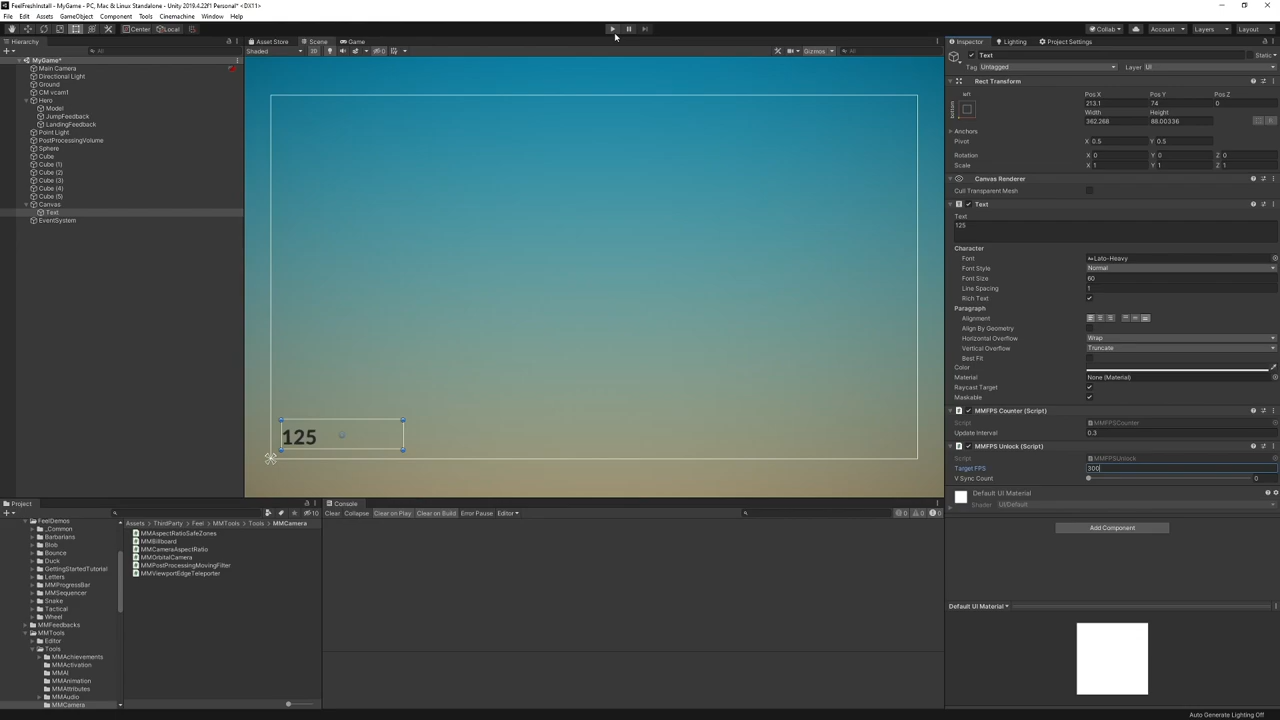 FeelFreshInstall - MyGame - PC, Mac & Linux Standalone - Unity 2019.4.22f1 Personal* <DX11>
File Edit Assets GameObject Component Tools Cinemachine Window Help
Center Local
Collab Account Layers Layout
Hierarchy
All
MyGame*
Main Camera
Directional Light
Ground
CM vcam1
Hero
Model
JumpFeedback
LandingFeedback
Point Light
PostProcessingVolume
Sphere
Cube
Cube (1)
Cube (2)
Cube (3)
Cube (4)
Cube (5)
Canvas
Text
EventSystem
Asset Store Scene Game
Shaded 2D 0 Gizmos All
125
Inspector Lighting Project Settings
Text Static
Tag Untagged Layer UI
Rect Transform
left
bottom
Pos X Pos Y Pos Z
213.1 74 0
Width Height
362.266 88.00336
R
Anchors
Pivot X 0.5 Y 0.5
Rotation X 0 Y 0 Z 0
Scale X 1 Y 1 Z 1
Canvas Renderer
Cull Transparent Mesh
Text
Text
125
Character
Font Lato-Heavy
Font Style Normal
Font Size 60
Line Spacing 1
Rich Text
Paragraph
Alignment
Align By Geometry
Horizontal Overflow Wrap
Vertical Overflow Truncate
Best Fit
Color
Material None (Material)
Raycast Target
Maskable
MMFPS Counter (Script)
Script MMFPSCounter
Update Interval 0.3
MMFPS Unlock (Script)
Script MMFPSUnlock
Target FPS 300
V Sync Count 0
Default UI Material
Shader UI/Default
Add Component
Default UI Material
Project
10
FeelDemos
_Common
Barbarians
Blob
Bounce
Duck
GettingStartedTutorial
Letters
MMProgressBar
MMSequencer
Snake
Tactical
Wheel
MMFeedbacks
MMTools
Editor
Tools
MMAchievements
MMActivation
MMAI
MMAnimation
MMAttributes
MMAudio
MMCamera
Assets Third​Party Feel MMTools Tools MMCamera
MMAspectRatioSafeZones
MMBillboard
MMCameraAspectRatio
MMOrbitalCamera
MMPostProcessingMovingFilter
MMViewportEdgeTeleporter
Console
Clear Collapse Clear on Play Clear on Build Error Pause Editor 0 0 0
Auto Generate Lighting Off